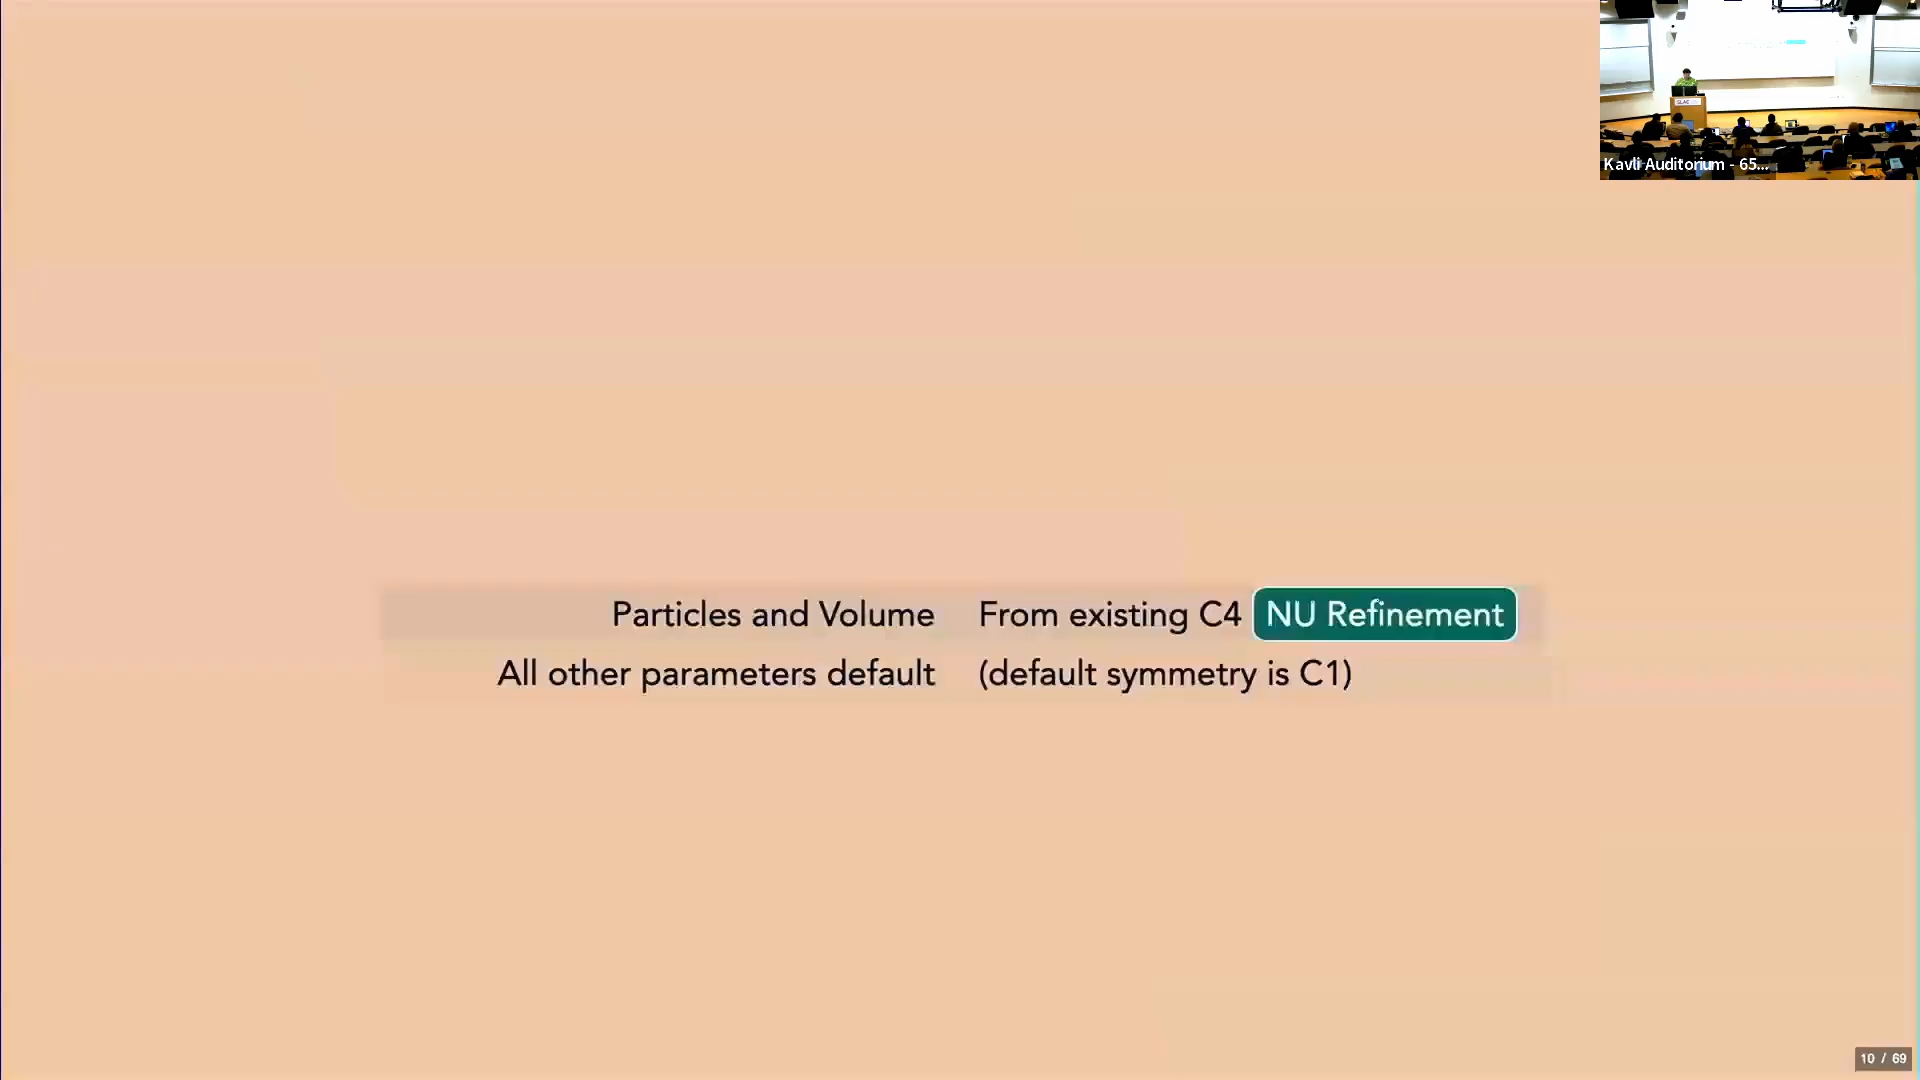 Kavli Auditorium - 65...
SLAC
Particles and Volume From existing C4 NU Refinement
All other parameters default (default symmetry is C1)
10 / 69